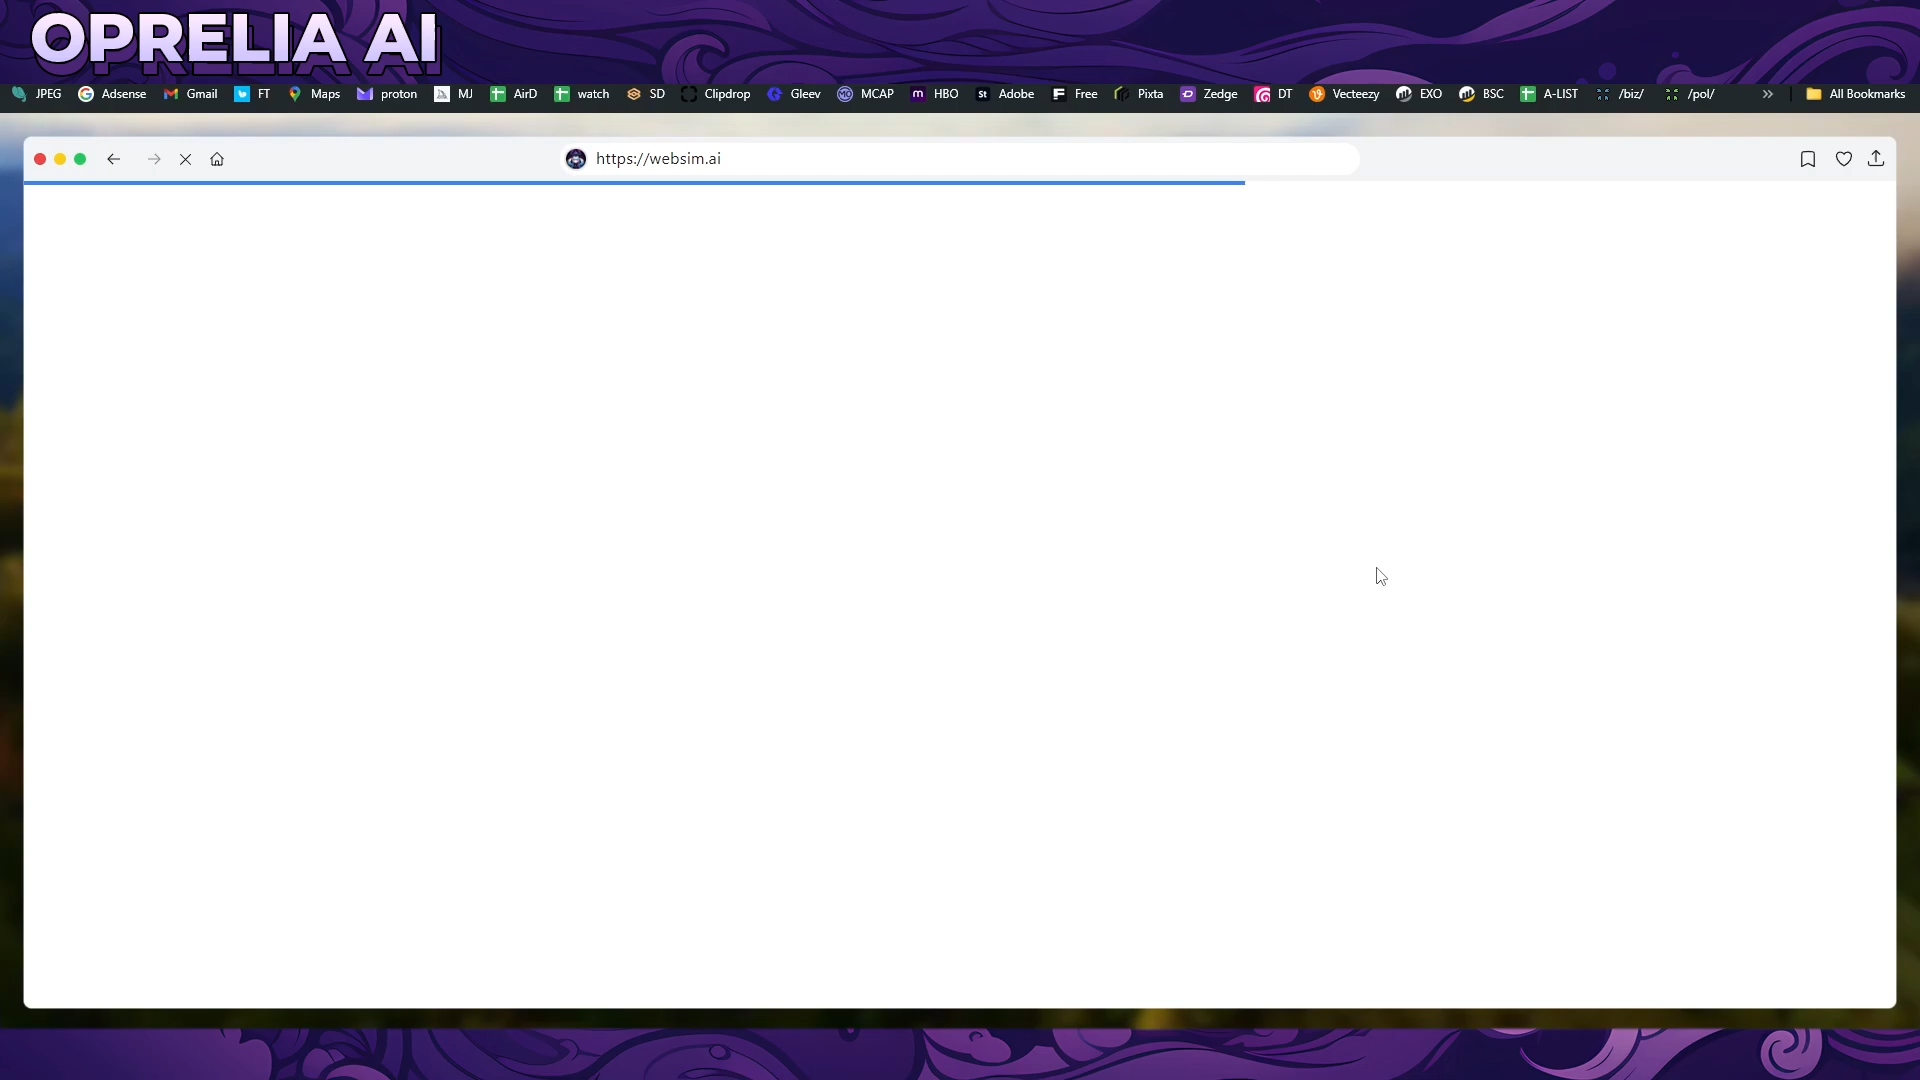 OPRELIA AI
JPEG Adsense Gmail FT Maps proton MJ AirD watch SD Clipdrop Gleev MCAP HBO Adobe Free Pixta Zedge DT Vecteezy EXO BSC A-LIST /biz/ /pol/ » All Bookmarks
https://websim.ai